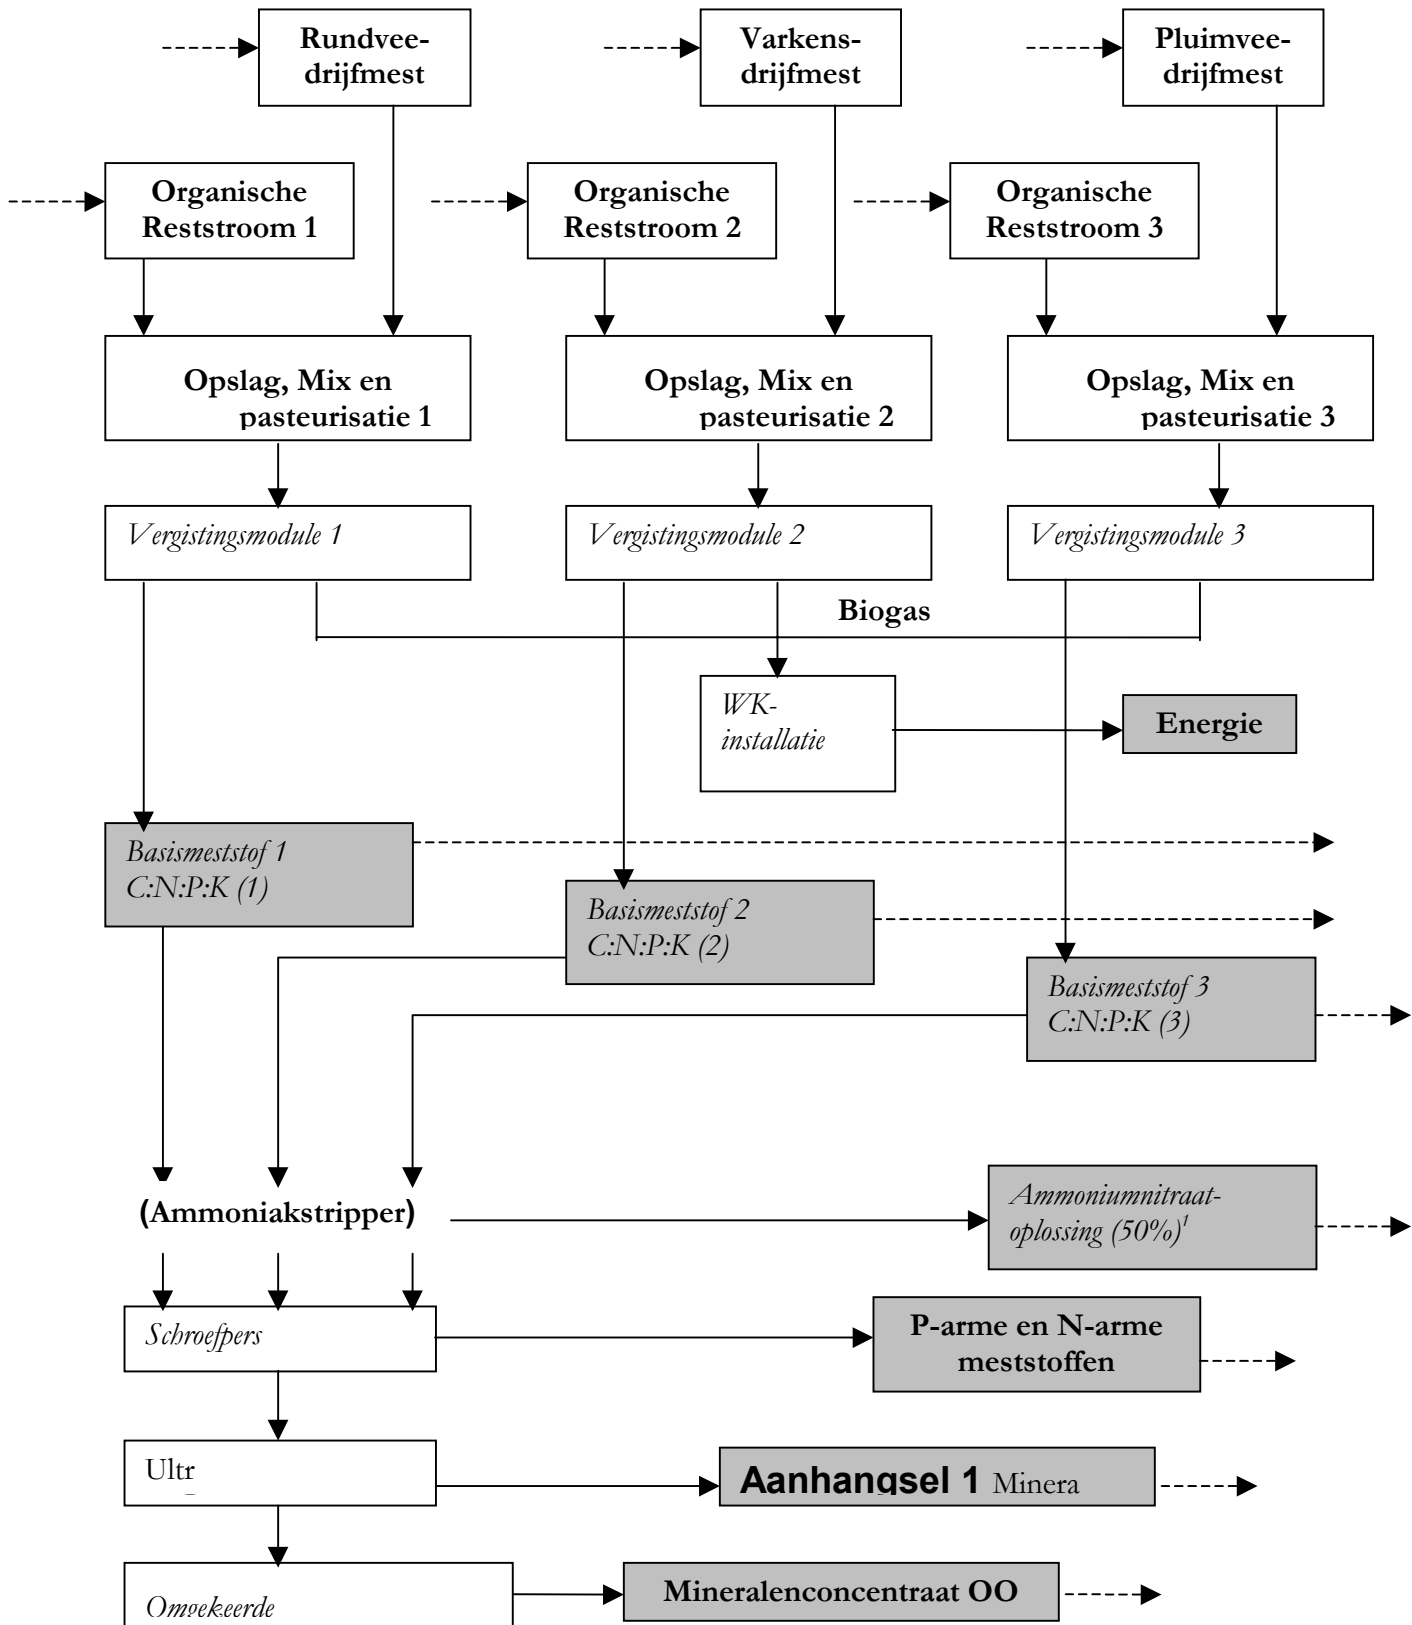 Rundvee-
drijfmest
Varkens-
drijfmest
Pluimvee-
drijfmest
Organische
Reststroom 1
Organische
Reststroom 2
Organische
Reststroom 3
Opslag, Mix en
pasteurisatie 1
Opslag, Mix en
pasteurisatie 2
Opslag, Mix en
pasteurisatie 3
Vergistingsmodule 1
Vergistingsmodule 2
Vergistingsmodule 3
Biogas
WK-
installatie
Energie
Basismeststof 1
C:N:P:K (1)
Basismeststof 2
C:N:P:K (2)
Basismeststof 3
C:N:P:K (3)
(Ammoniakstripper)
Ammoniumnitraat-
oplossing (50%)¹
Schroefpers
P-arme en N-arme
meststoffen
Ultr
Aanhangsel 1 Minera
Omgekeerde
Mineralenconcentraat OO